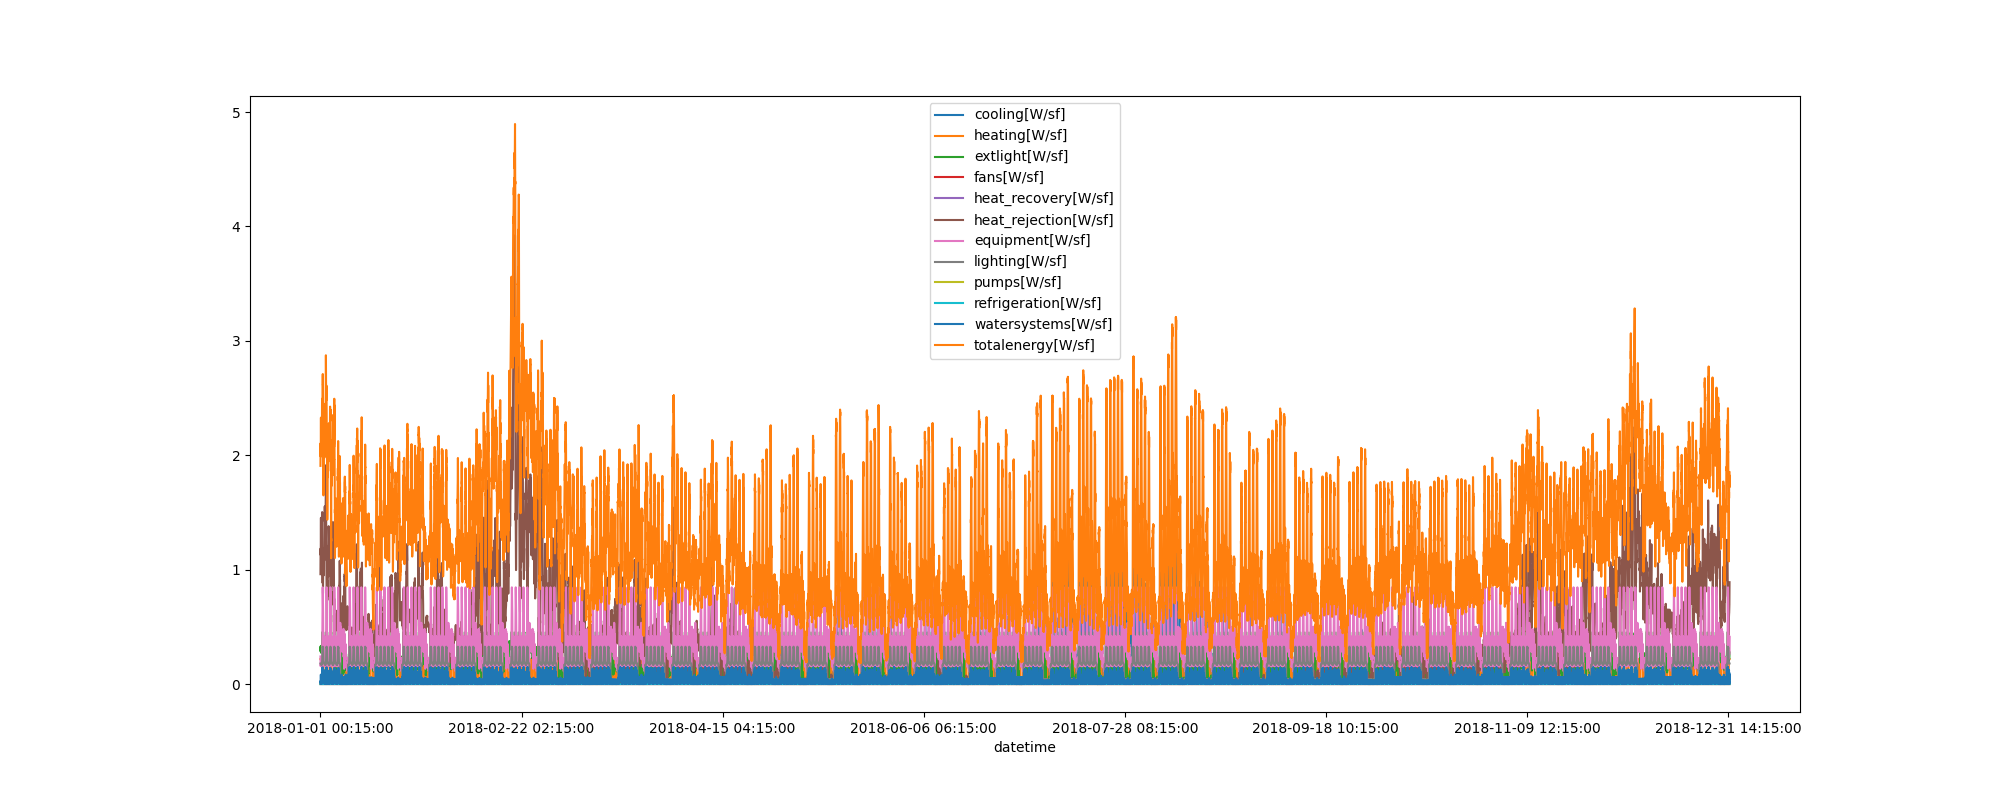 5
4
3
2
1
0
cooling[W/sf]
heating[W/sf]
extlight[W/sf]
fans[W/sf]
heat_recovery[W/sf]
heat_rejection[W/sf]
equipment[W/sf]
lighting[W/sf]
pumps[W/sf]
refrigeration[W/sf]
watersystems[W/sf]
totalenergy[W/sf]
2018-01-01 00:15:00 2018-02-22 02:15:00 2018-04-15 04:15:00 2018-06-06 06:15:00 2018-07-28 08:15:00 2018-09-18 10:15:00 2018-11-09 12:15:00 2018-12-31 14:15:00
datetime